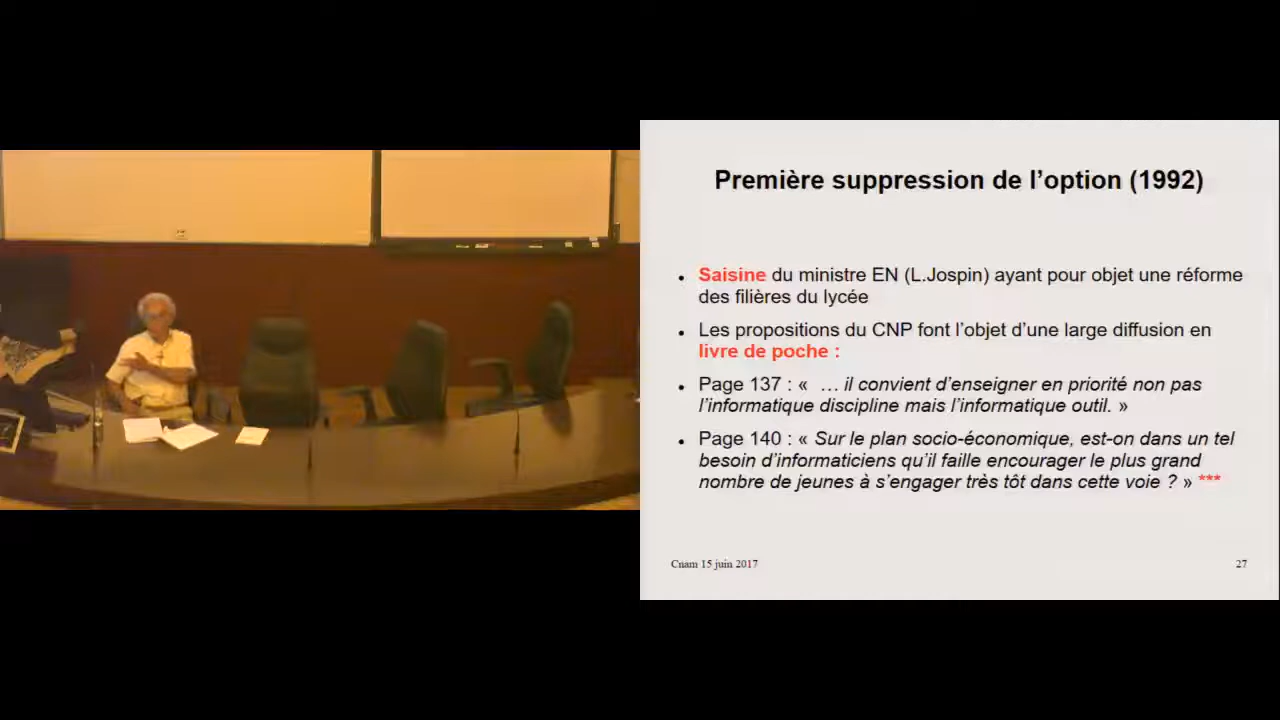 Première suppression de l’option (1992)
• Saisine du ministre EN (L.Jospin) ayant pour objet une réforme
des filières du lycée
• Les propositions du CNP font l’objet d’une large diffusion en
livre de poche :
• Page 137 : « … il convient d’enseigner en priorité non pas
l’informatique discipline mais l’informatique outil. »
• Page 140 : « Sur le plan socio-économique, est-on dans un tel
besoin d’informaticiens qu’il faille encourager le plus grand
nombre de jeunes à s’engager très tôt dans cette voie ? » ***
Cnam 15 juin 2017
27